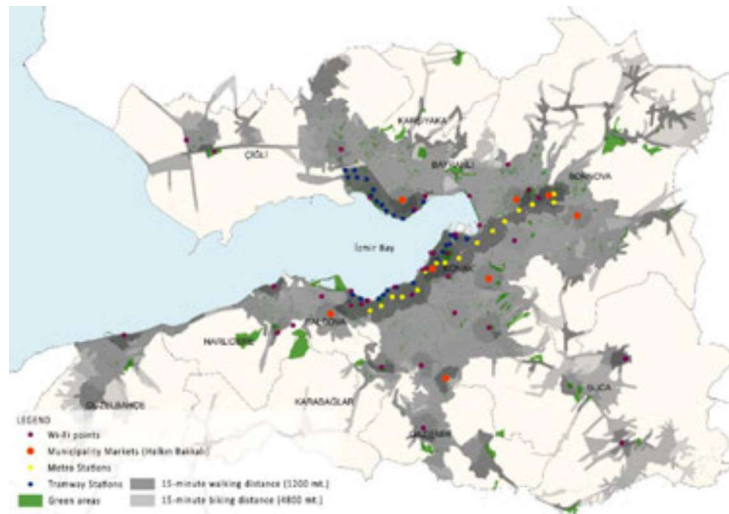 KARŞIYAKA
ÇİĞLİ
BAYRAKLI
BORNOVA
İzmir Bay
KONAK
BALÇOVA
NARLIDERE
GÜZELBAHÇE
KARABAĞLAR
BUCA
GAZİEMİR
LEGEND
Wi-Fi points
Municipality Markets (Halkın Bakkalı)
Metro Stations
Tramway Stations 15-minute walking distance (1200 mt.)
Green areas 15-minute biking distance (4800 mt.)